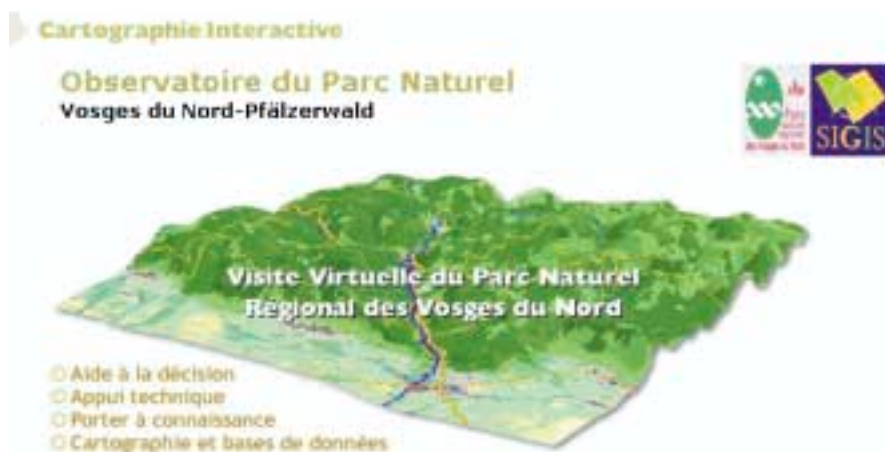 Cartographie Interactive
Observatoire du Parc Naturel
Vosges du Nord-Pfälzerwald
SIGIS
Visite Virtuelle du Parc Naturel
Régional des Vosges du Nord
Aide à la décision
Appui technique
Porter à connaissance
Cartographie et bases de données